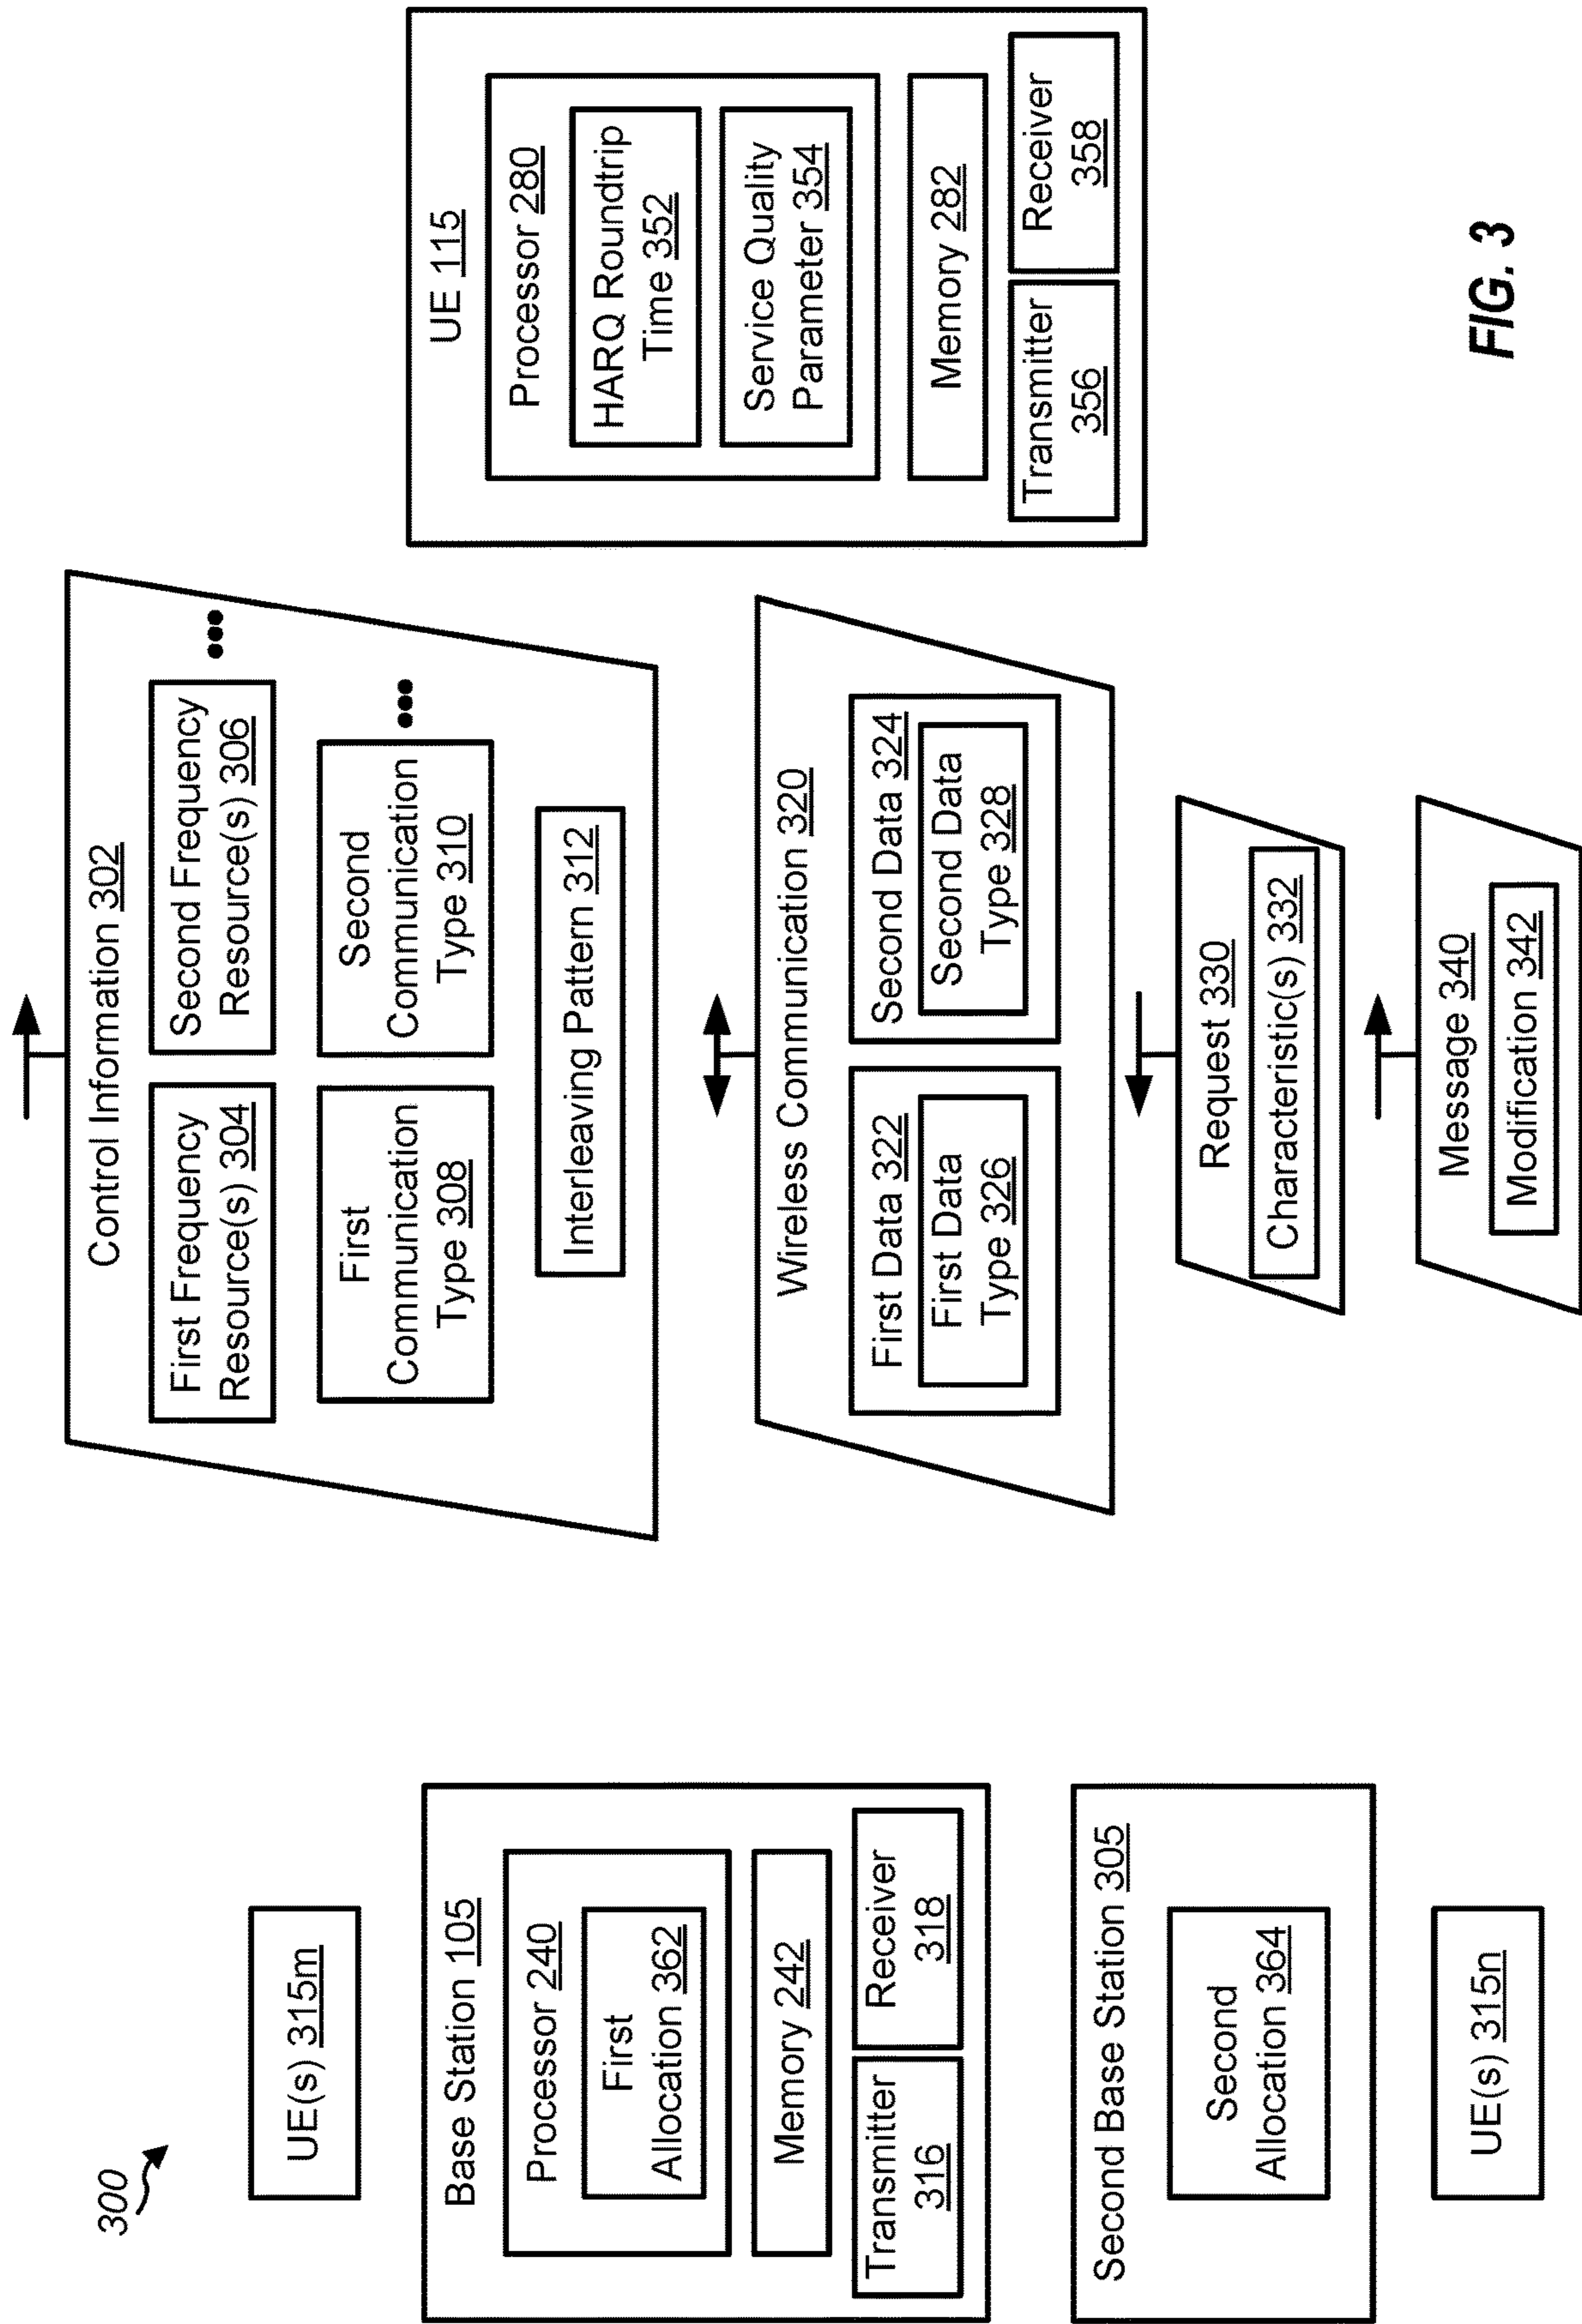 300
UE(s) 315m
Base Station 105
Processor 240
First
Allocation 362
Memory 242
Transmitter
316
Receiver
318
Second Base Station 305
Second
Allocation 364
UE(s) 315n
Control Information 302
First Frequency
Resource(s) 304
Second Frequency
Resource(s) 306
•••
First
Communication
Type 308
Second
Communication
Type 310
•••
Interleaving Pattern 312
Wireless Communication 320
First Data 322
First Data
Type 326
Second Data 324
Second Data
Type 328
Request 330
Characteristic(s) 332
Message 340
Modification 342
UE 115
Processor 280
HARQ Roundtrip
Time 352
Service Quality
Parameter 354
Memory 282
Transmitter
356
Receiver
358
FIG. 3